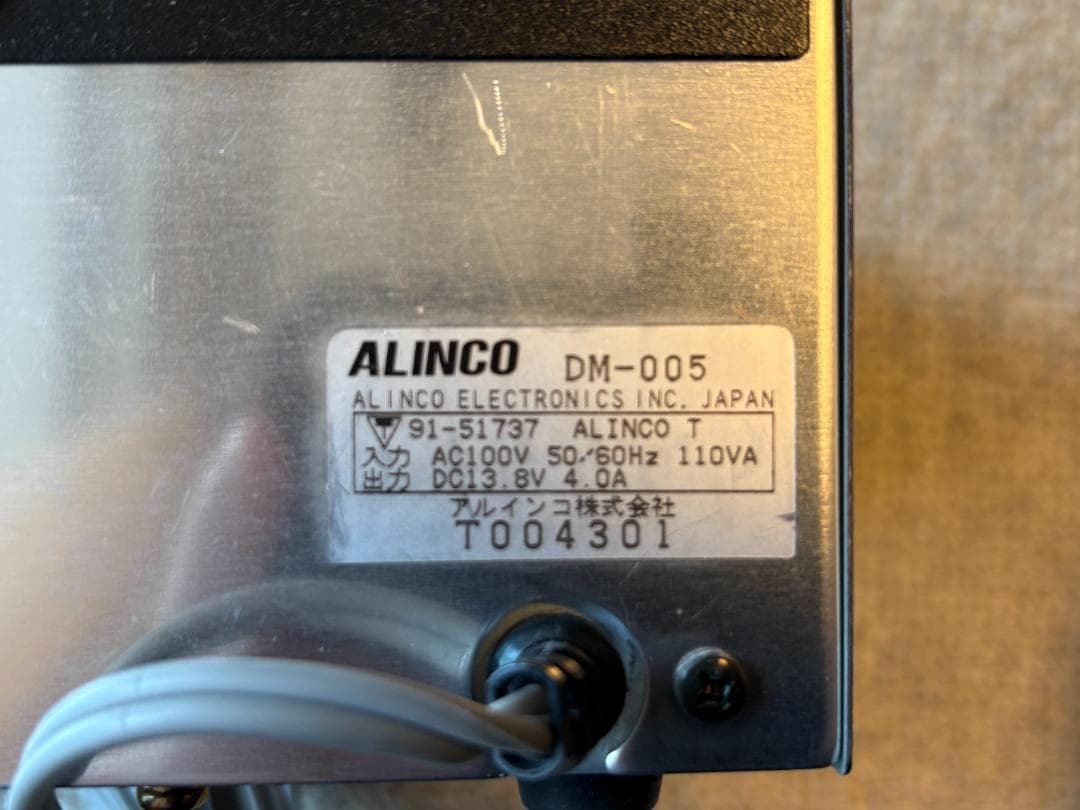 ALINCO DM-005
ALINCO ELECTRONICS INC. JAPAN
T 91-51737 ALINCO T
入力 AC100V 50/60Hz 110VA
出力 DC13.8V 4.0A
アルインコ株式会社
T004301